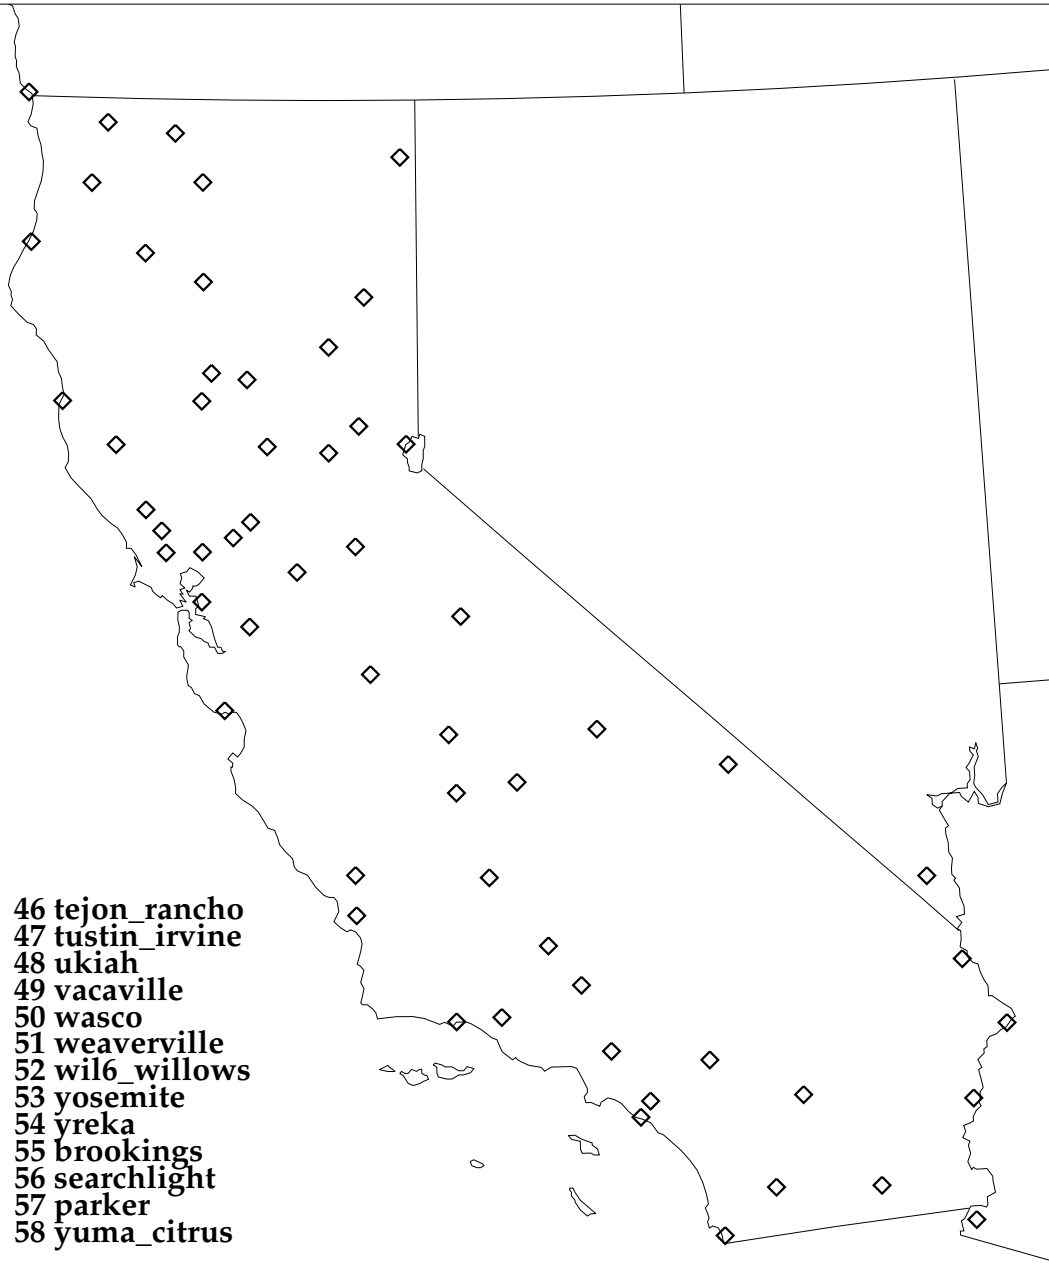 46 tejon_rancho
47 tustin_irvine
48 ukiah
49 vacaville
50 wasco
51 weaverville
52 wil6_willows
53 yosemite
54 yreka
55 brookings
56 searchlight
57 parker
58 yuma_citrus